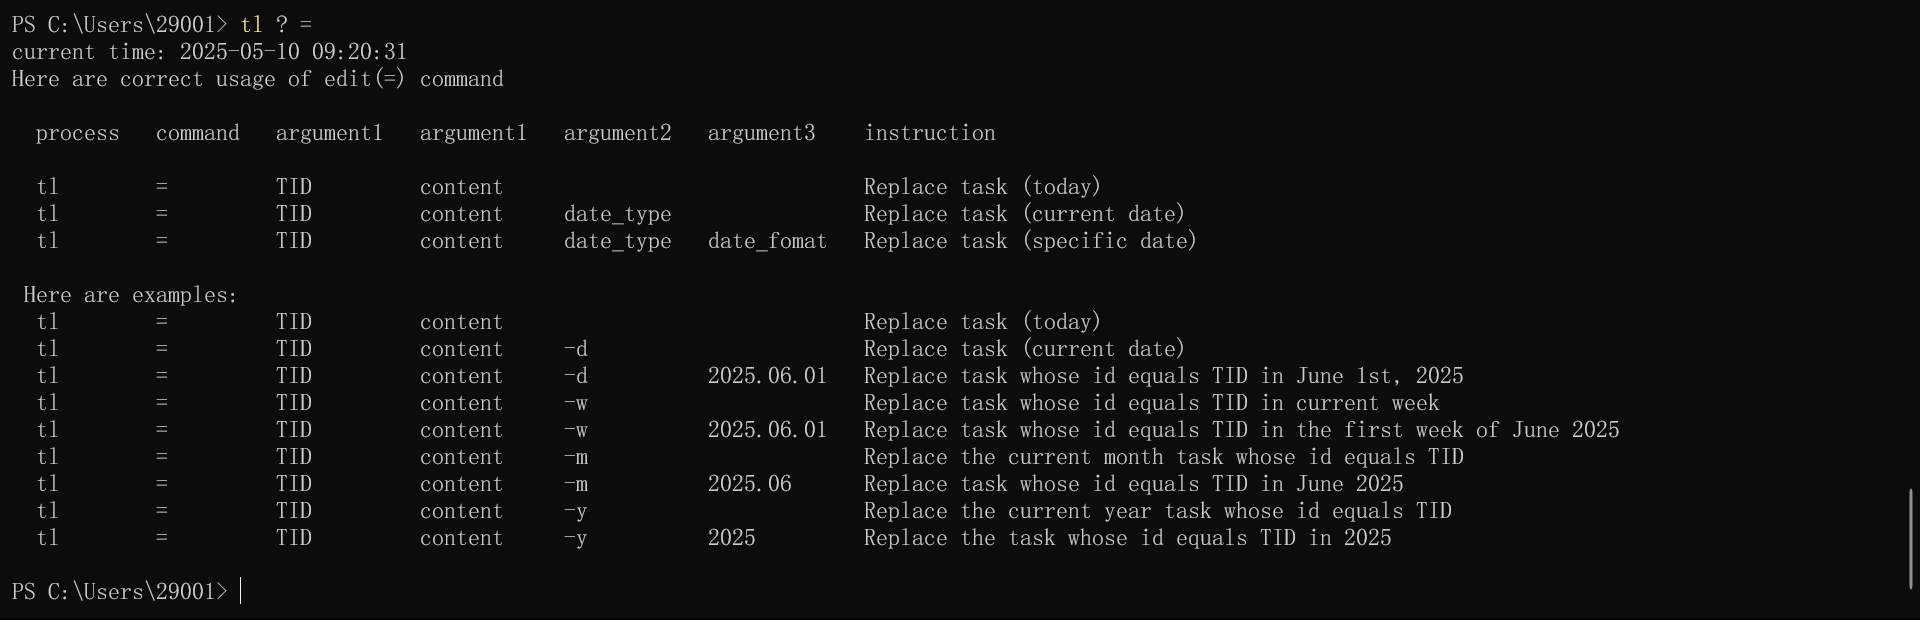 PS C:\Users\29001> tl ? =
current time: 2025-05-10 09:20:31
Here are correct usage of edit(=) command
process command argument1 argument1 argument2 argument3 instruction
tl = TID content Replace task (today)
tl = TID content date_type Replace task (current date)
tl = TID content date_type date_fomat Replace task (specific date)
Here are examples:
tl = TID content Replace task (today)
tl = TID content -d Replace task (current date)
tl = TID content -d 2025.06.01 Replace task whose id equals TID in June 1st, 2025
tl = TID content -w Replace task whose id equals TID in current week
tl = TID content -w 2025.06.01 Replace task whose id equals TID in the first week of June 2025
tl = TID content -m Replace the current month task whose id equals TID
tl = TID content -m 2025.06 Replace task whose id equals TID in June 2025
tl = TID content -y Replace the current year task whose id equals TID
tl = TID content -y 2025 Replace the task whose id equals TID in 2025
PS C:\Users\29001>